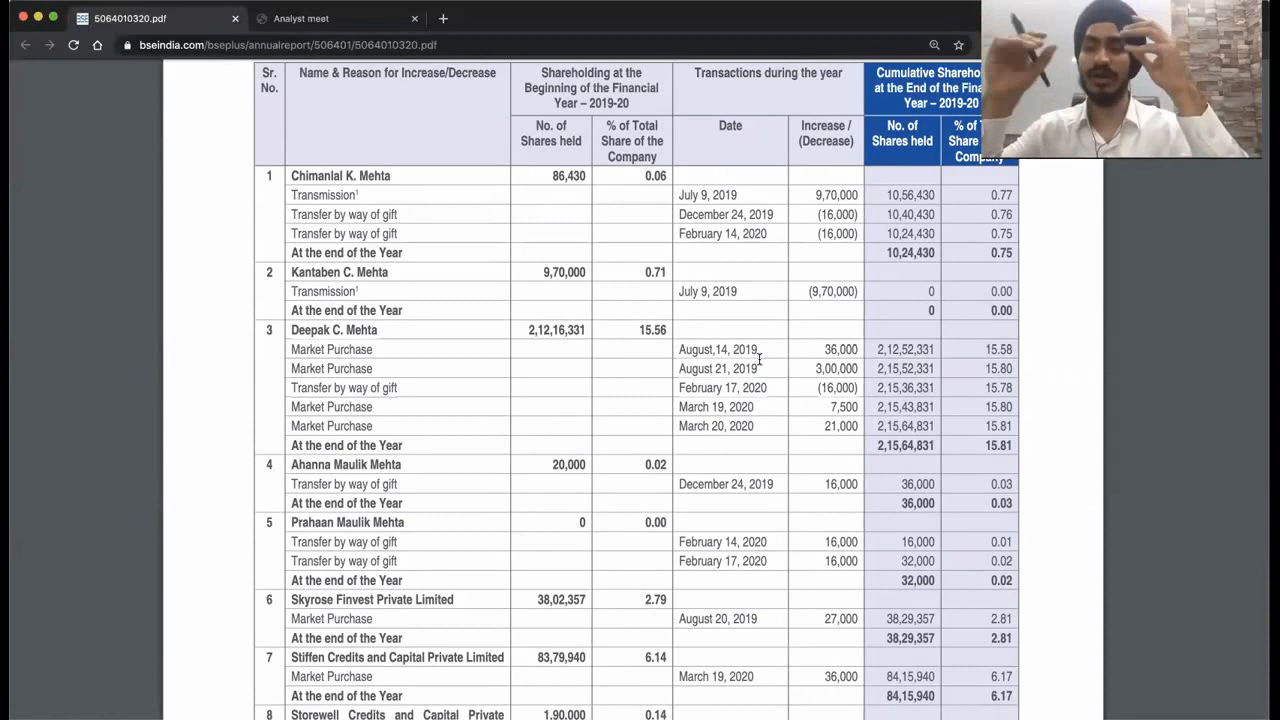 5064010320.pdf
Analyst meet
bseindia.com/bseplus/annualreport/506401/5064010320.pdf
Sr. No. Name & Reason for Increase/Decrease Shareholding at the Beginning of the Financial Year – 2019-20 Transactions during the year Cumulative at the End of the Year – 2019-20
No. of Shares held % of Total Share of the Company Date Increase / (Decrease) No. of Shares held % of Share
1 Chimanlal K. Mehta 86,430 0.06
Transmission¹ July 9, 2019 9,70,000 10,56,430 0.77
Transfer by way of gift December 24, 2019 (16,000) 10,40,430 0.76
Transfer by way of gift February 14, 2020 (16,000) 10,24,430 0.75
At the end of the Year 10,24,430 0.75
2 Kantaben C. Mehta 9,70,000 0.71
Transmission¹ July 9, 2019 (9,70,000) 0 0.00
At the end of the Year 0 0.00
3 Deepak C. Mehta 2,12,16,331 15.56
Market Purchase August,14, 2019 36,000 2,12,52,331 15.58
Market Purchase August 21, 2019 3,00,000 2,15,52,331 15.80
Transfer by way of gift February 17, 2020 (16,000) 2,15,36,331 15.78
Market Purchase March 19, 2020 7,500 2,15,43,831 15.80
Market Purchase March 20, 2020 21,000 2,15,64,831 15.81
At the end of the Year 2,15,64,831 15.81
4 Ahanna Maulik Mehta 20,000 0.02
Transfer by way of gift December 24, 2019 16,000 36,000 0.03
At the end of the Year 36,000 0.03
5 Prahaan Maulik Mehta 0 0.00
Transfer by way of gift February 14, 2020 16,000 16,000 0.01
Transfer by way of gift February 17, 2020 16,000 32,000 0.02
At the end of the Year 32,000 0.02
6 Skyrose Finvest Private Limited 38,02,357 2.79
Market Purchase August 20, 2019 27,000 38,29,357 2.81
At the end of the Year 38,29,357 2.81
7 Stiffen Credits and Capital Private Limited 83,79,940 6.14
Market Purchase March 19, 2020 36,000 84,15,940 6.17
At the end of the Year 84,15,940 6.17
8 Storewell Credits and Capital Private 1,90,000 0.14